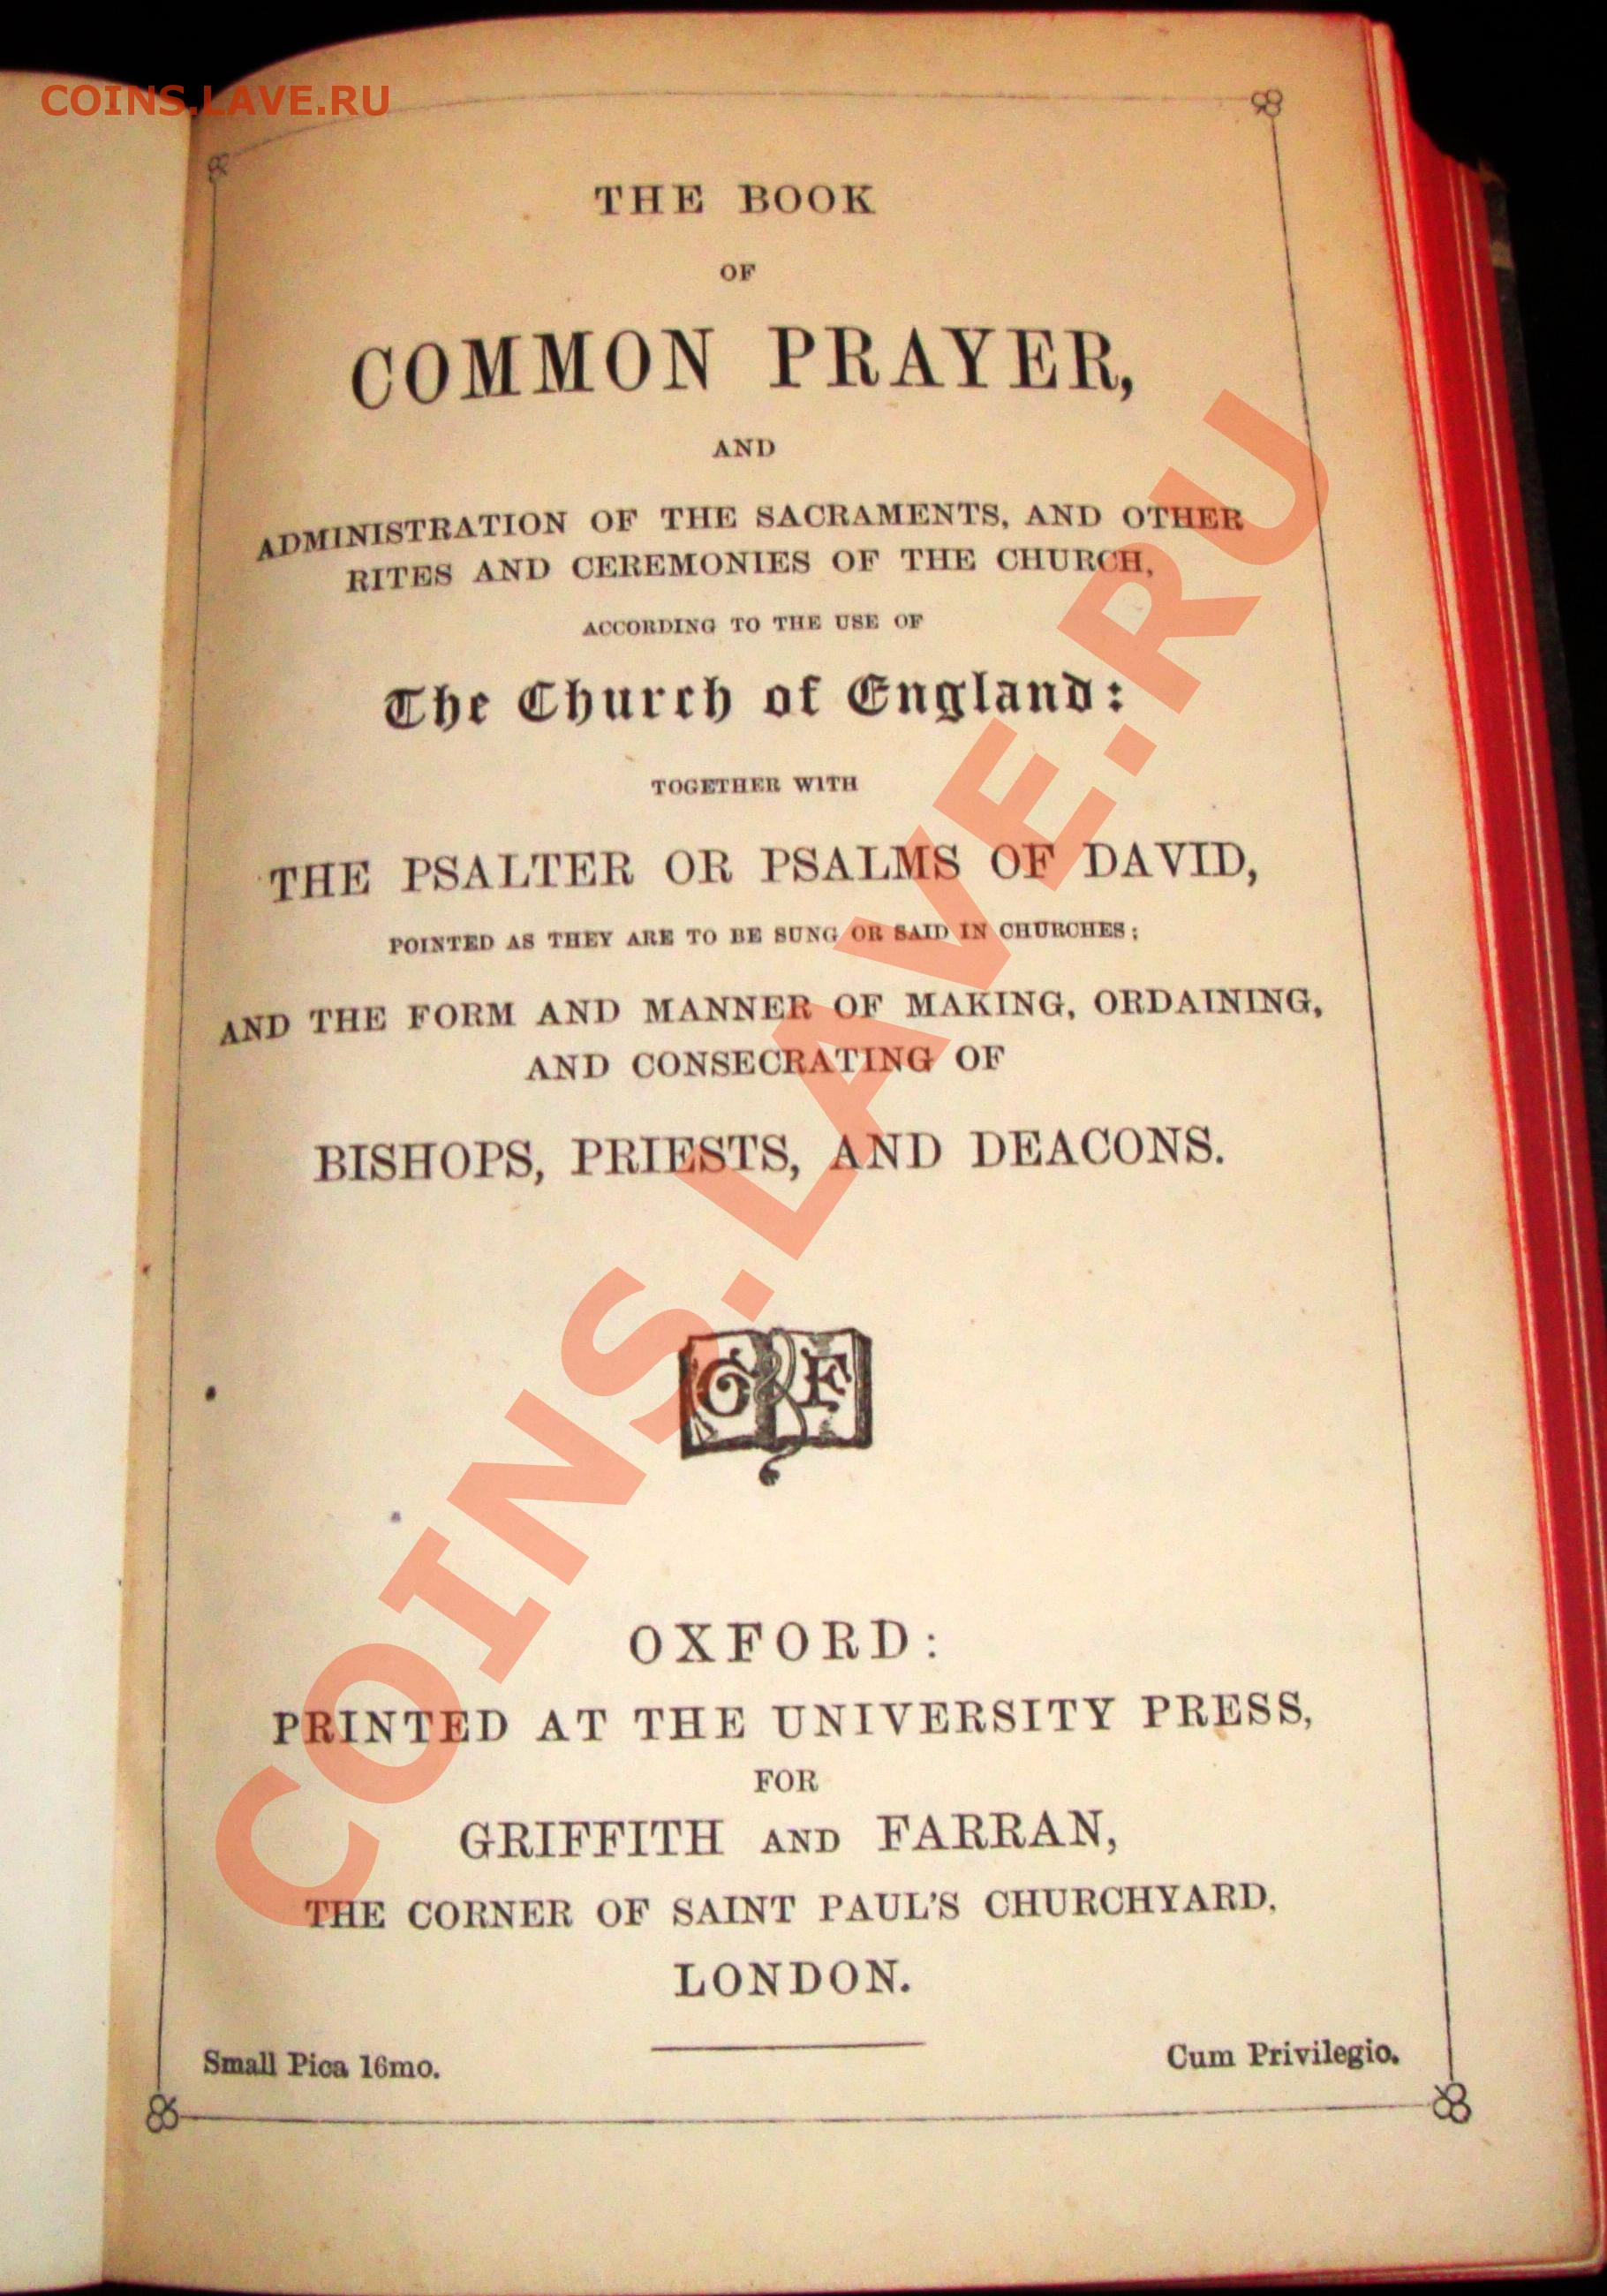 COINS.LAVE.RU
THE BOOK
OF
COMMON PRAYER,
AND
ADMINISTRATION OF THE SACRAMENTS, AND OTHER
RITES AND CEREMONIES OF THE CHURCH,
ACCORDING TO THE USE OF
The Church of England:
TOGETHER WITH
THE PSALTER OR PSALMS OF DAVID,
POINTED AS THEY ARE TO BE SUNG OR SAID IN CHURCHES;
AND THE FORM AND MANNER OF MAKING, ORDAINING,
AND CONSECRATING OF
BISHOPS, PRIESTS, AND DEACONS.
G F
OXFORD:
PRINTED AT THE UNIVERSITY PRESS,
FOR
GRIFFITH AND FARRAN,
THE CORNER OF SAINT PAUL'S CHURCHYARD,
LONDON.
Small Pica 16mo.
Cum Privilegio.
COINS.LAVE.RU